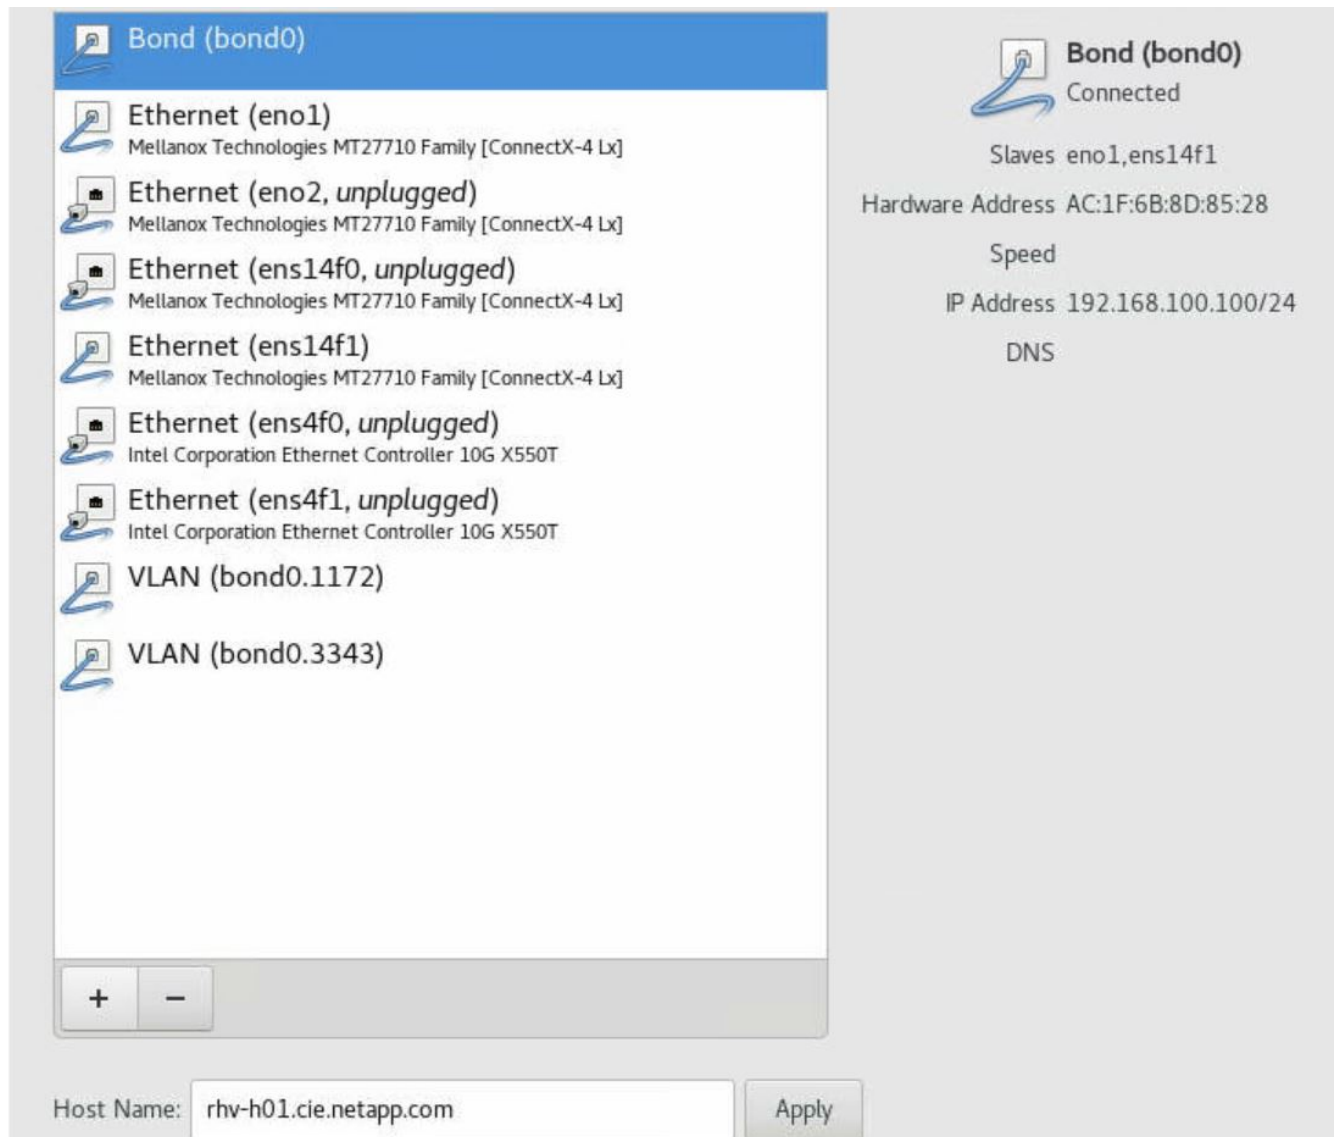 Bond (bond0)
Ethernet (eno1)
Mellanox Technologies MT27710 Family [ConnectX-4 Lx]
Ethernet (eno2, unplugged)
Mellanox Technologies MT27710 Family [ConnectX-4 Lx]
Ethernet (ens14f0, unplugged)
Mellanox Technologies MT27710 Family [ConnectX-4 Lx]
Ethernet (ens14f1)
Mellanox Technologies MT27710 Family [ConnectX-4 Lx]
Ethernet (ens4f0, unplugged)
Intel Corporation Ethernet Controller 10G X550T
Ethernet (ens4f1, unplugged)
Intel Corporation Ethernet Controller 10G X550T
VLAN (bond0.1172)
VLAN (bond0.3343)
+ −
Host Name: rhv-h01.cie.netapp.com Apply
Bond (bond0)
Connected
Slaves eno1,ens14f1
Hardware Address AC:1F:6B:8D:85:28
Speed
IP Address 192.168.100.100/24
DNS